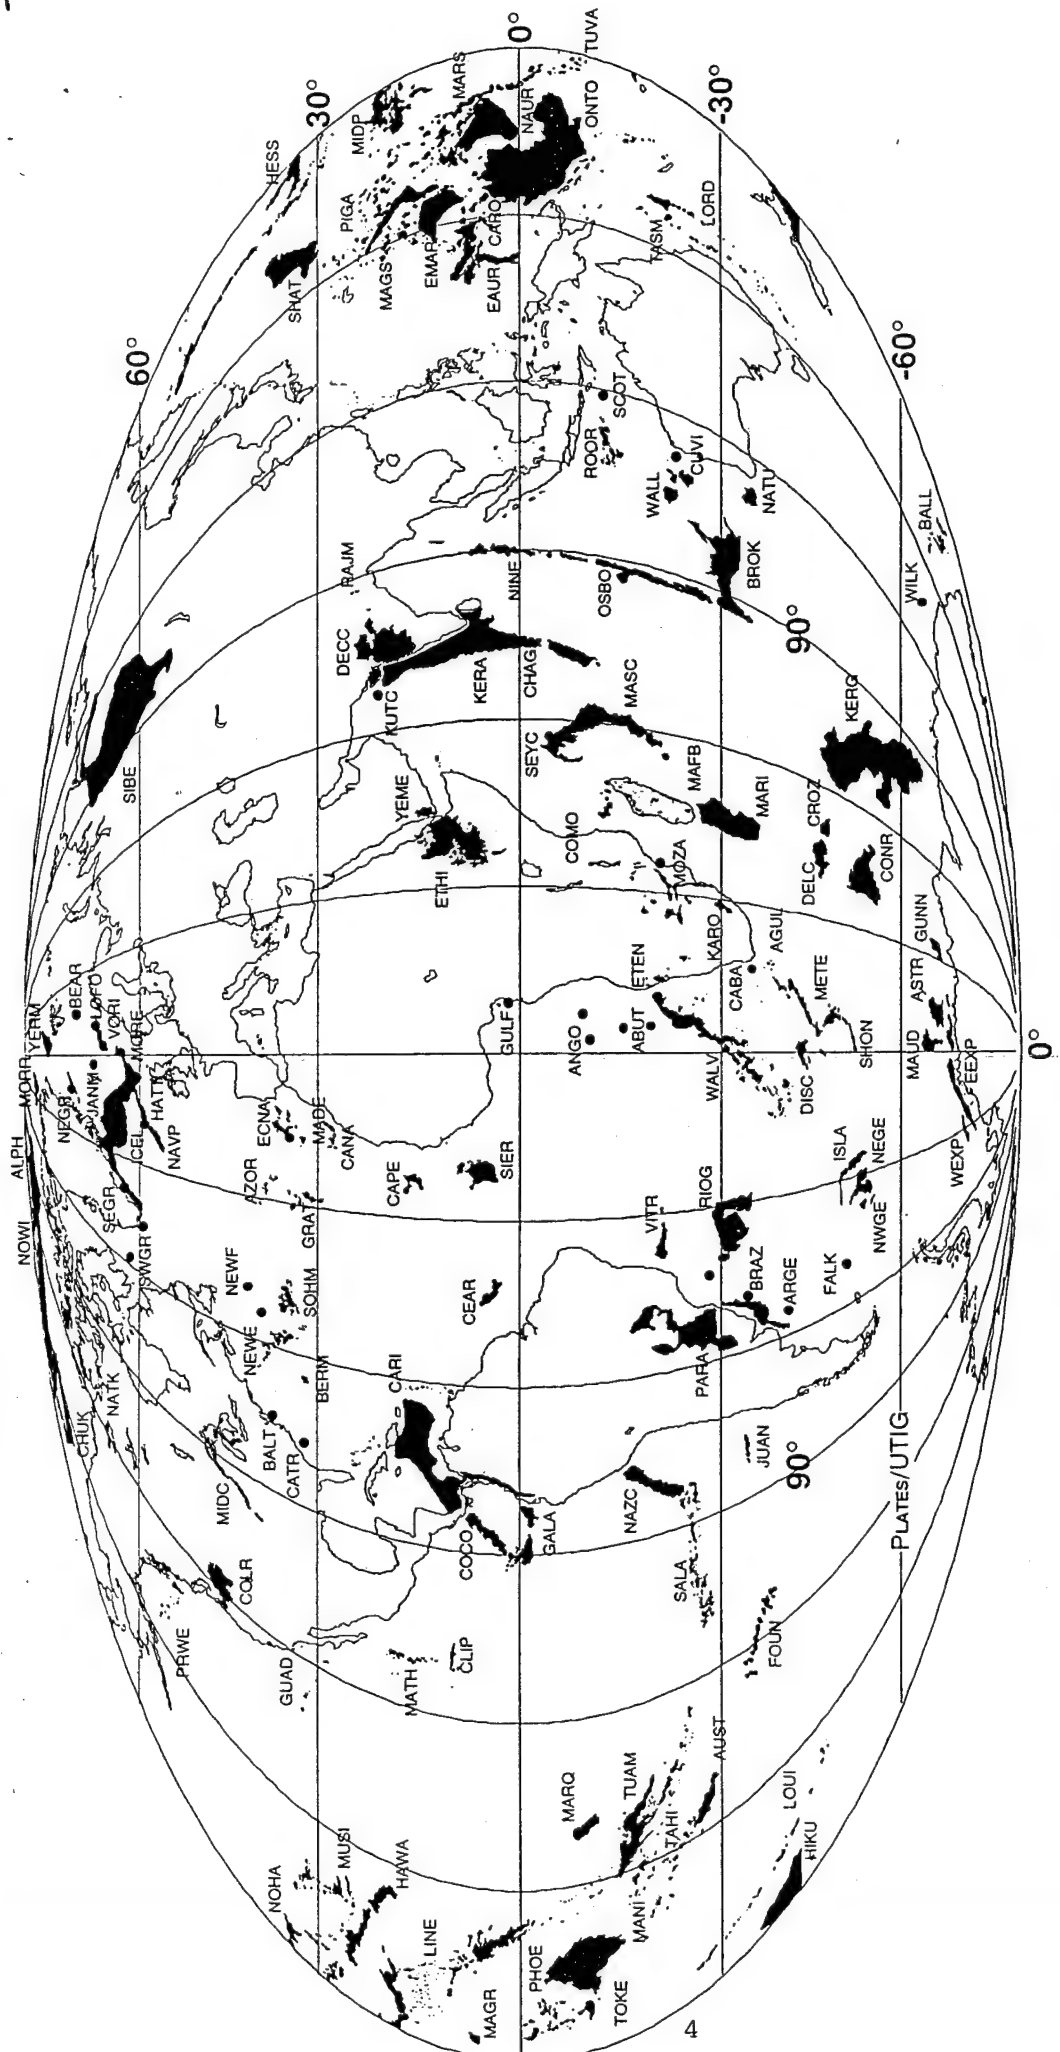 60°
30°
0°
-30°
-60°
90°
90°
0°
NOWI
ALPH
MORR
YERM
BEAR
LOFO
VORI
MORE
NEGR
JANM
ICEL
HATT
NAVP
SEGR
SWGR
CHUK
NATK
SIBE
HESS
SHAT
MIDP
PIGA
MAGS
MARS
EMAR
CARO
EAUR
NAUR
ONTO
TUVA
TASM
LORD
SCOT
ROOR
WALL
CUVI
NATU
BROK
BALL
WILK
RAJM
DECC
KUTC
KERA
CHAG
NINE
OSBO
SEYC
MASC
MAFB
MARI
KERG
CROZ
DELC
CONR
YEME
ETHI
COMO
MOZA
KARO
CABA
AGUL
METE
SHON
GUNN
ASTR
MAUD
EEXP
WEXP
GULF
ANGO
ABUT
ETEN
WALV
DISC
ECNA
MADE
CANA
AZOR
GRAT
CAPE
SIER
NEWF
NEWE
SOHM
BERM
CEAR
CARI
VITR
RIOG
BRAZ
ARGE
FALK
PARA
ISLA
NEGE
NWGE
MIDC
BALT
CATR
COLR
PRWE
GUAD
MATH
CLIP
COCO
GALA
NAZC
JUAN
SALA
FOUN
PLATES/UTIG
NOHA
MUSI
HAWA
LINE
MAGR
PHOE
TOKE
MANI
MARQ
TUAM
TAHI
AUST
LOUI
HIKU
4